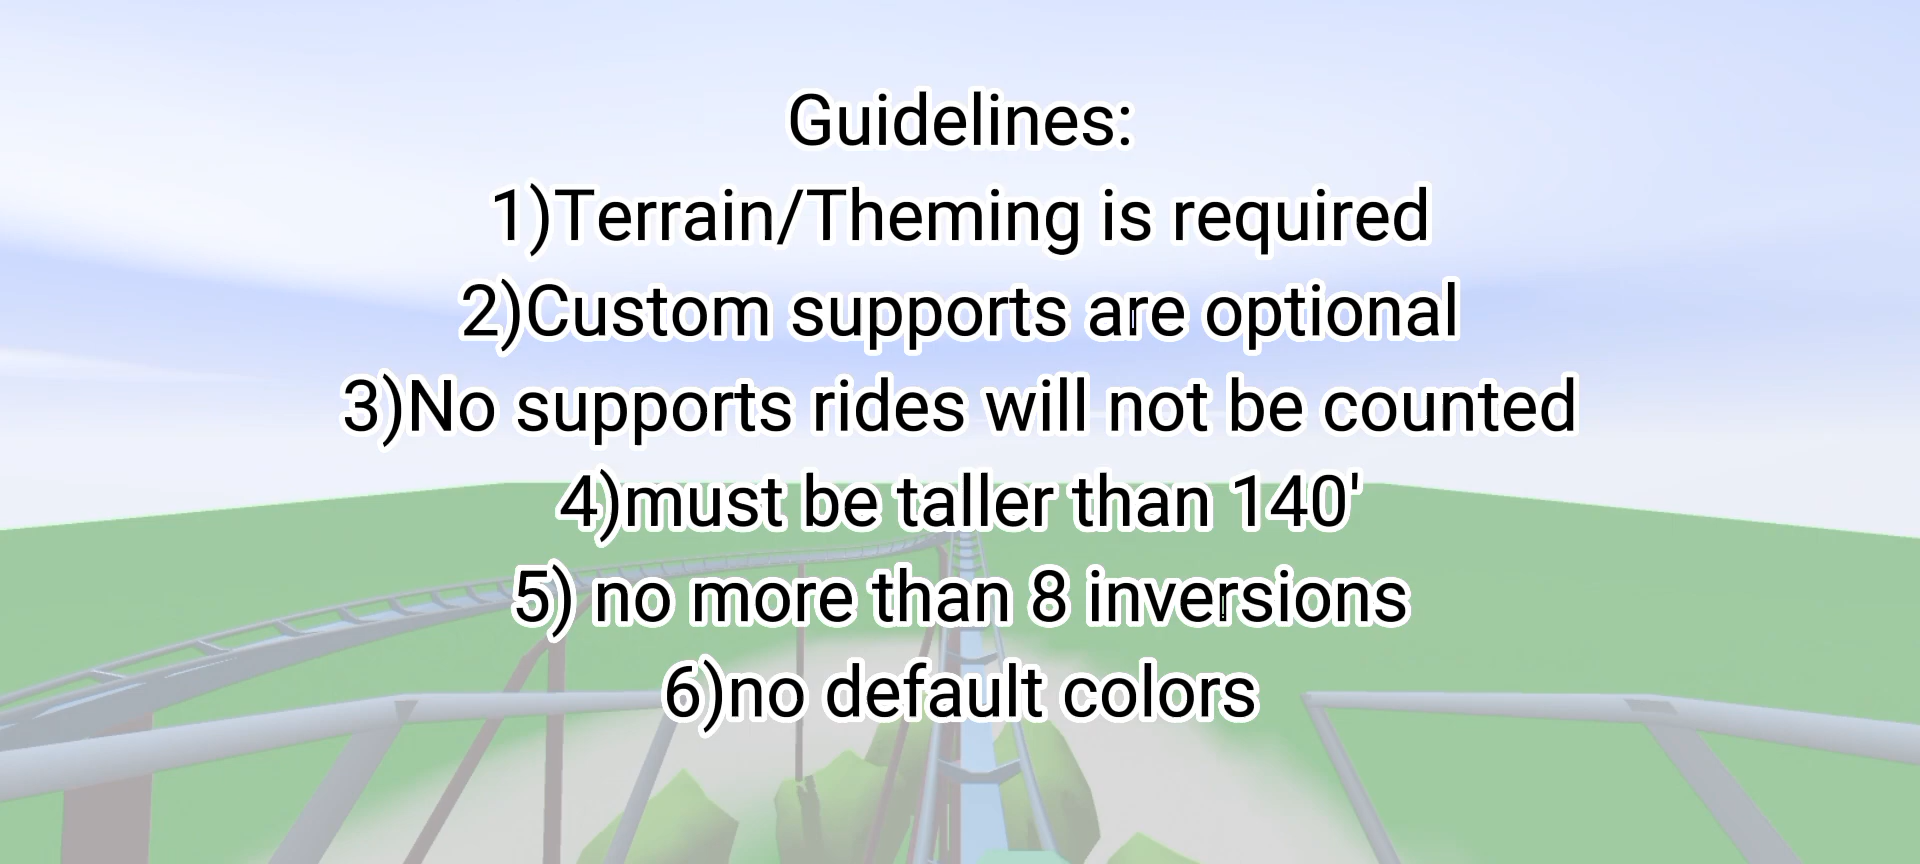 Guidelines:
1)Terrain/Theming is required
2)Custom supports are optional
3)No supports rides will not be counted
4)must be taller than 140'
5) no more than 8 inversions
6)no default colors